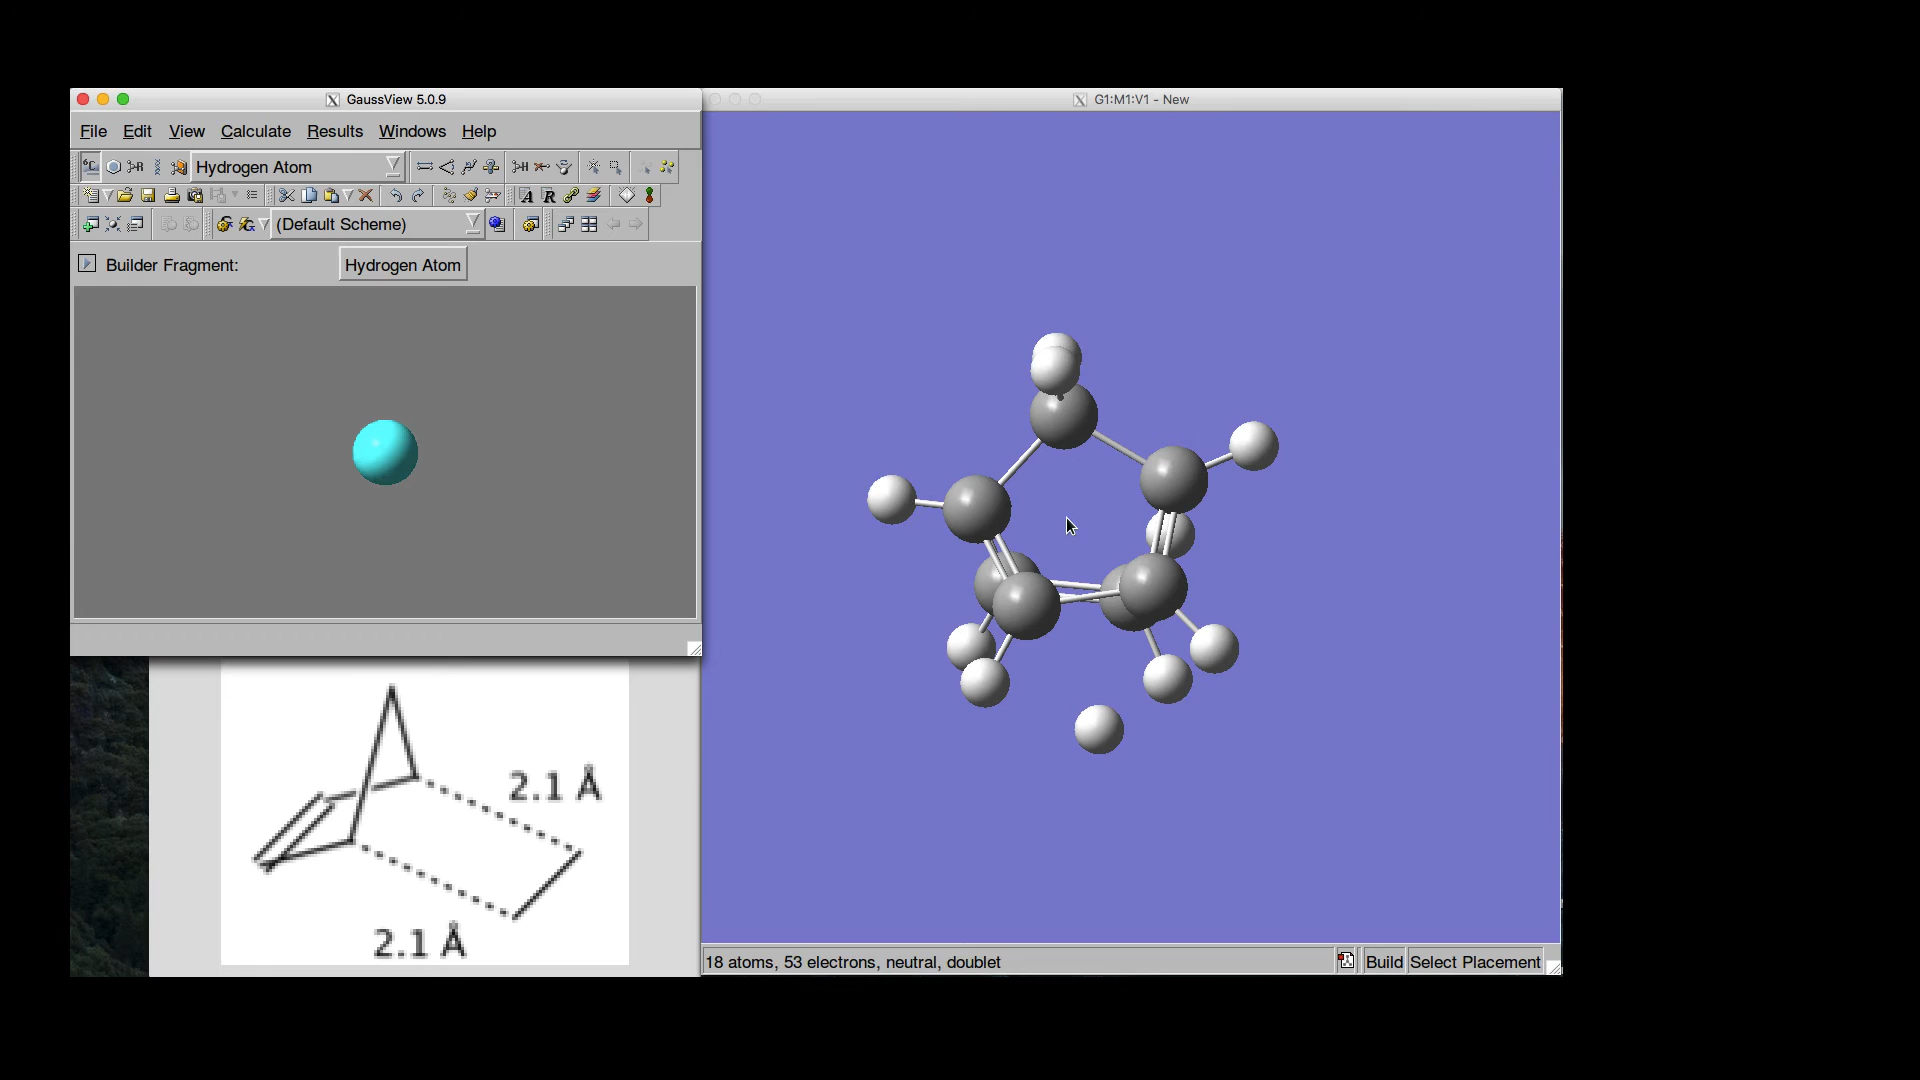 GaussView 5.0.9
G1:M1:V1 - New
File Edit View Calculate Results Windows Help
Hydrogen Atom
(Default Scheme)
Builder Fragment: Hydrogen Atom
2.1 Å
2.1 Å
18 atoms, 53 electrons, neutral, doublet
Build Select Placement